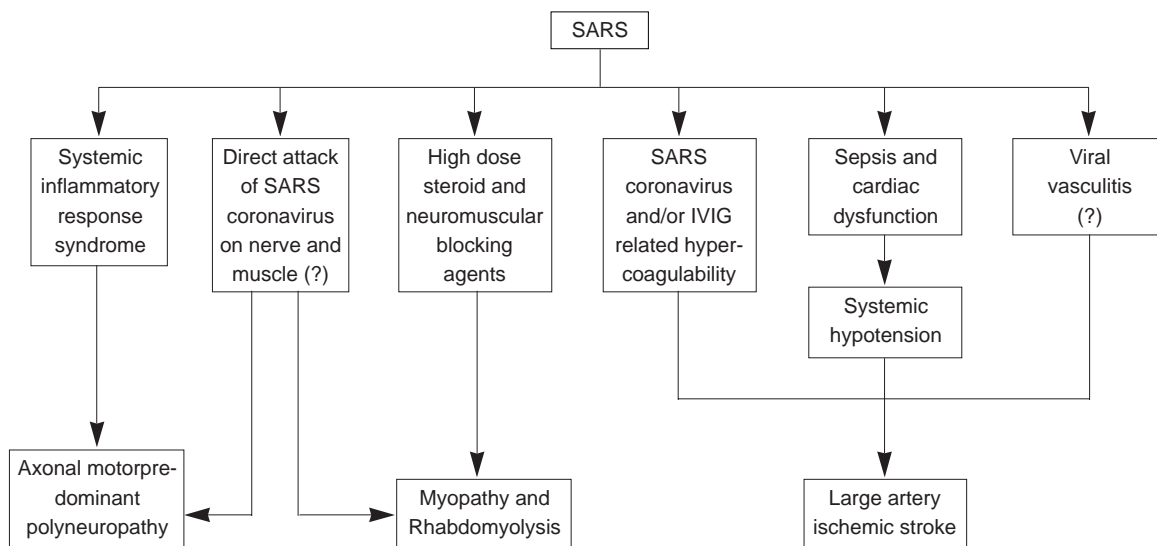 SARS
Systemic
inflammatory
response
syndrome
Direct attack
of SARS
coronavirus
on nerve and
muscle (?)
High dose
steroid and
neuromuscular
blocking
agents
SARS
coronavirus
and/or IVIG
related hyper-
coagulability
Sepsis and
cardiac
dysfunction
Viral
vasculitis
(?)
Systemic
hypotension
Axonal motorpre-
dominant
polyneuropathy
Myopathy and
Rhabdomyolysis
Large artery
ischemic stroke